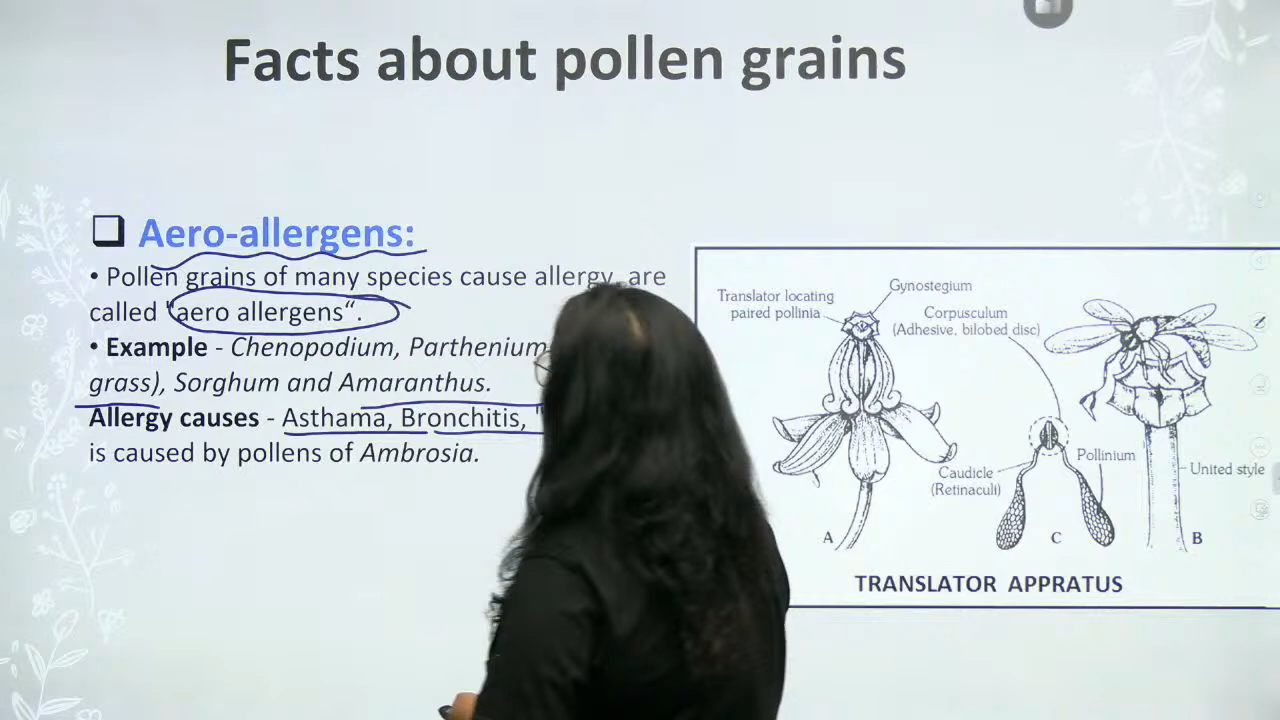 Facts about pollen grains
Aero-allergens:
• Pollen grains of many species cause allergy, are
called "aero allergens“.
• Example - Chenopodium, Parthenium
grass), Sorghum and Amaranthus.
Allergy causes - Asthama, Bronchitis, "
is caused by pollens of Ambrosia.
Translator locating
paired pollinia
Gynostegium
Corpusculum
(Adhesive, bilobed disc)
Caudicle
(Retinaculi)
Pollinium
United style
A
C
B
TRANSLATOR APPRATUS